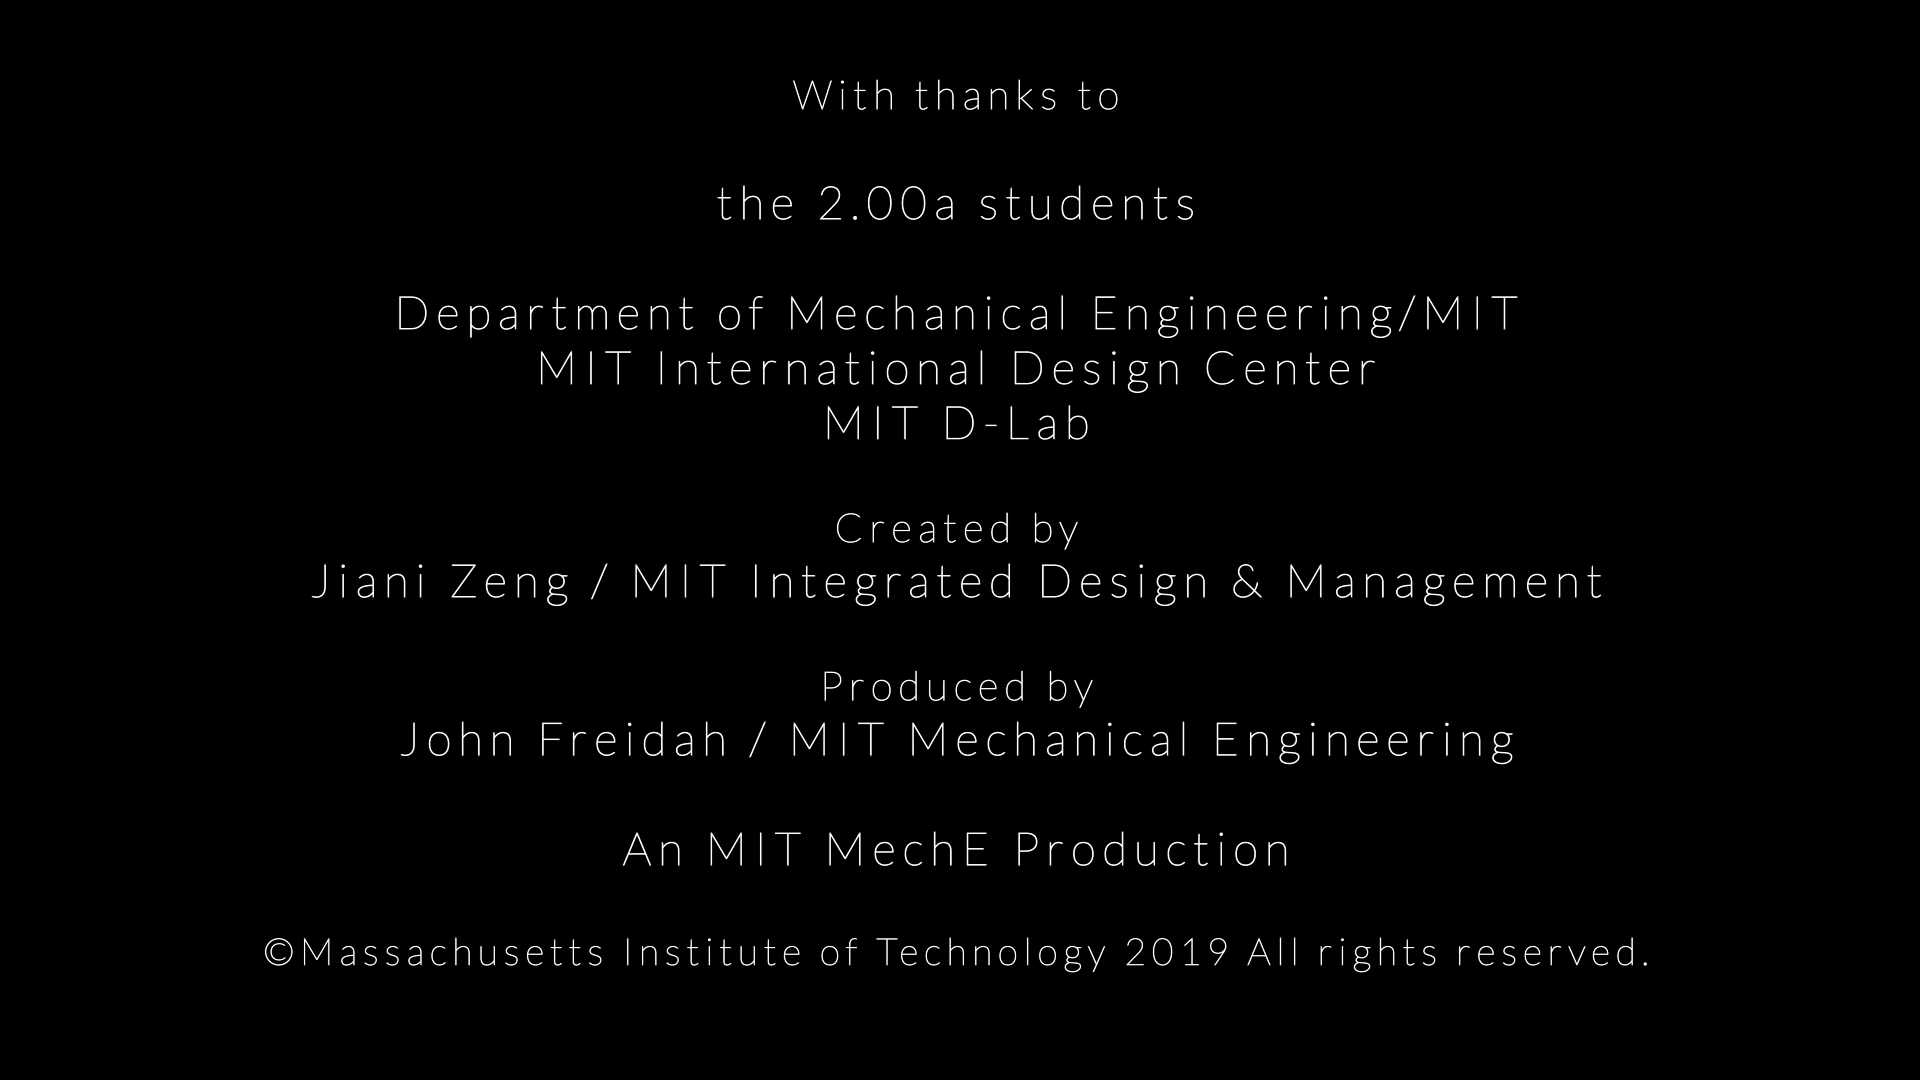 With thanks to
the 2.00a students
Department of Mechanical Engineering/MIT
MIT International Design Center
MIT D-Lab
Created by
Jiani Zeng / MIT Integrated Design & Management
Produced by
John Freidah / MIT Mechanical Engineering
An MIT MechE Production
©Massachusetts Institute of Technology 2019 All rights reserved.